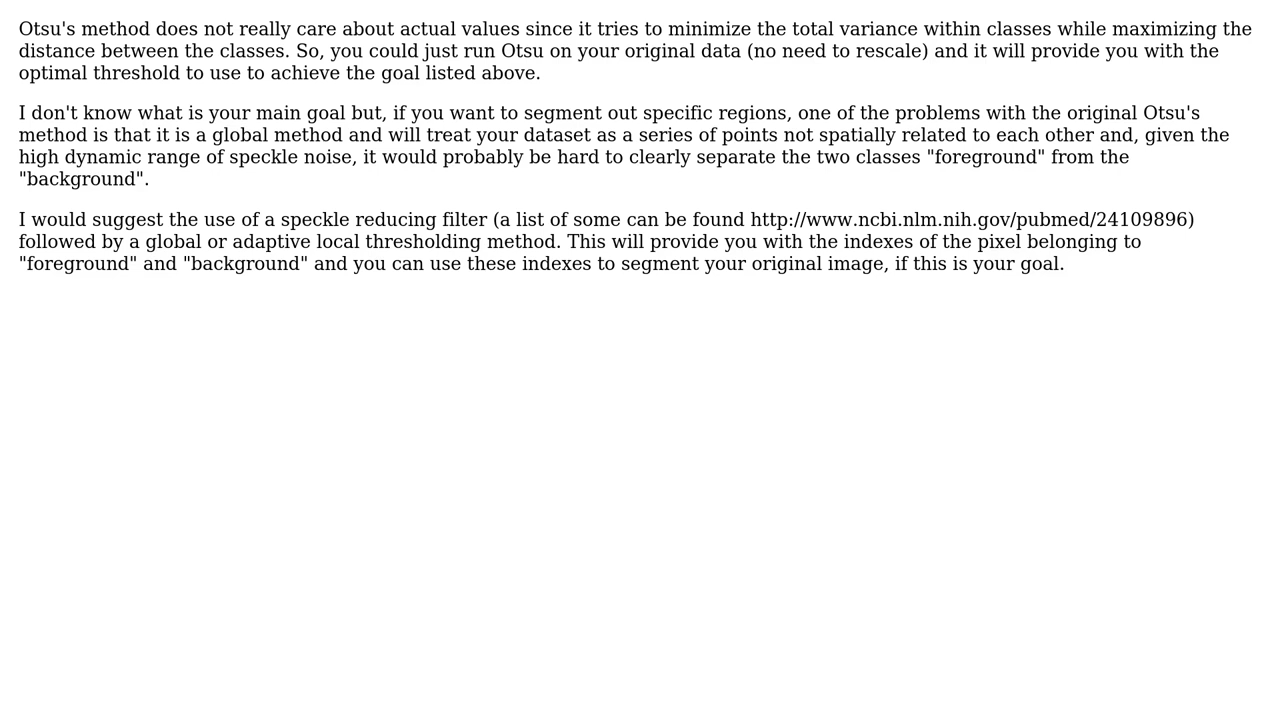 Otsu's method does not really care about actual values since it tries to minimize the total variance within classes while maximizing the
distance between the classes. So, you could just run Otsu on your original data (no need to rescale) and it will provide you with the
optimal threshold to use to achieve the goal listed above.
I don't know what is your main goal but, if you want to segment out specific regions, one of the problems with the original Otsu's
method is that it is a global method and will treat your dataset as a series of points not spatially related to each other and, given the
high dynamic range of speckle noise, it would probably be hard to clearly separate the two classes "foreground" from the
"background".
I would suggest the use of a speckle reducing filter (a list of some can be found http://www.ncbi.nlm.nih.gov/pubmed/24109896)
followed by a global or adaptive local thresholding method. This will provide you with the indexes of the pixel belonging to
"foreground" and "background" and you can use these indexes to segment your original image, if this is your goal.